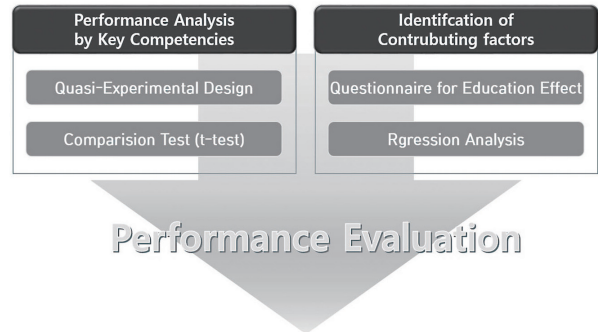 Performance Analysis
by Key Competencies
Quasi-Experimental Design
Comparision Test (t-test)
Identifcation of
Contrubuting factors
Questionnaire for Education Effect
Rgression Analysis
Performance Evaluation